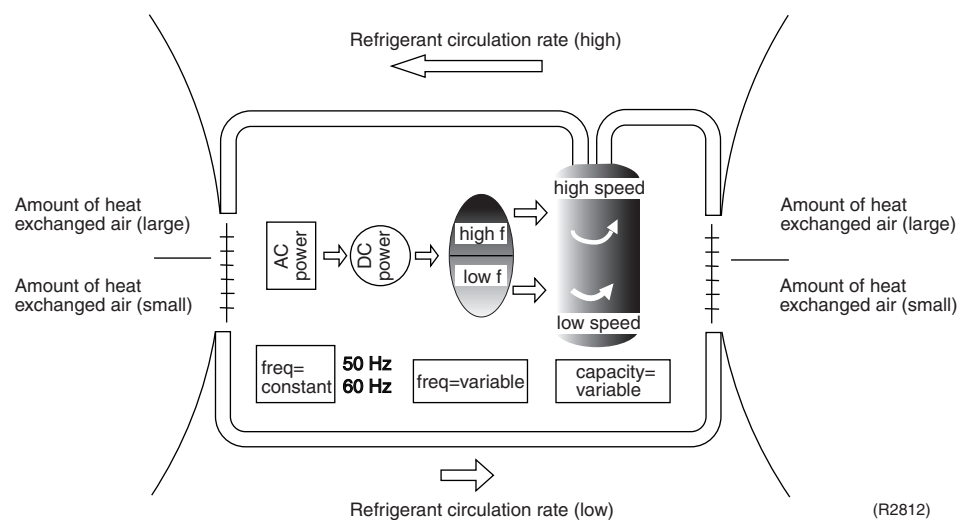 Refrigerant circulation rate (high)
high speed
Amount of heat
exchanged air (large)
Amount of heat
exchanged air (large)
AC
power
DC
power
high f
low f
Amount of heat
exchanged air (small)
Amount of heat
exchanged air (small)
low speed
freq=
constant
50 Hz
60 Hz
freq=variable
capacity=
variable
Refrigerant circulation rate (low)
(R2812)